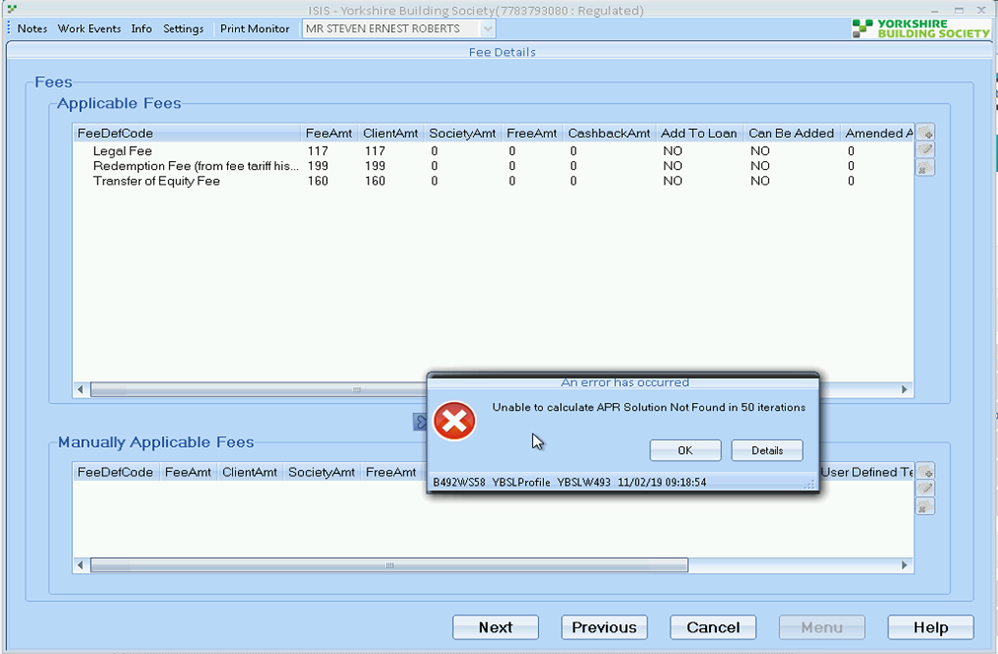 ISIS - Yorkshire Building Society(7783793080 : Regulated)
Notes Work Events Info Settings Print Monitor MR STEVEN ERNEST ROBERTS YORKSHIRE BUILDING SOCIETY
Fee Details
Fees
Applicable Fees
FeeDefCode FeeAmt ClientAmt SocietyAmt FreeAmt CashbackAmt Add To Loan Can Be Added Amended A
Legal Fee 117 117 0 0 0 NO NO 0
Redemption Fee (from fee tariff his... 199 199 0 0 0 NO NO 0
Transfer of Equity Fee 160 160 0 0 0 NO NO 0
An error has occurred
Unable to calculate APR Solution Not Found in 50 iterations
OK Details
B492WS58 YBSLProfile YBSLW493 11/02/19 09:18:54
Manually Applicable Fees
FeeDefCode FeeAmt ClientAmt SocietyAmt FreeAmt User Defined Te
Next Previous Cancel Menu Help